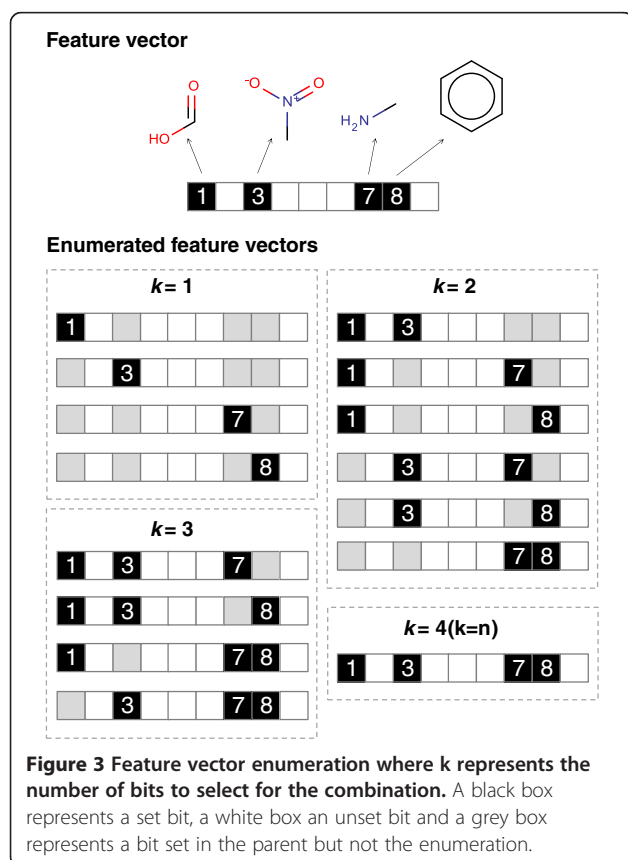 Feature vector
O
HO
-O
N+
O
H2N
1 3 7 8
Enumerated feature vectors
k = 1
1
3
7
8
k = 2
1 3
1 7
1 8
3 7
3 8
7 8
k = 3
1 3 7
1 3 8
1 7 8
3 7 8
k = 4(k=n)
1 3 7 8
Figure 3 Feature vector enumeration where k represents the
number of bits to select for the combination. A black box
represents a set bit, a white box an unset bit and a grey box
represents a bit set in the parent but not the enumeration.